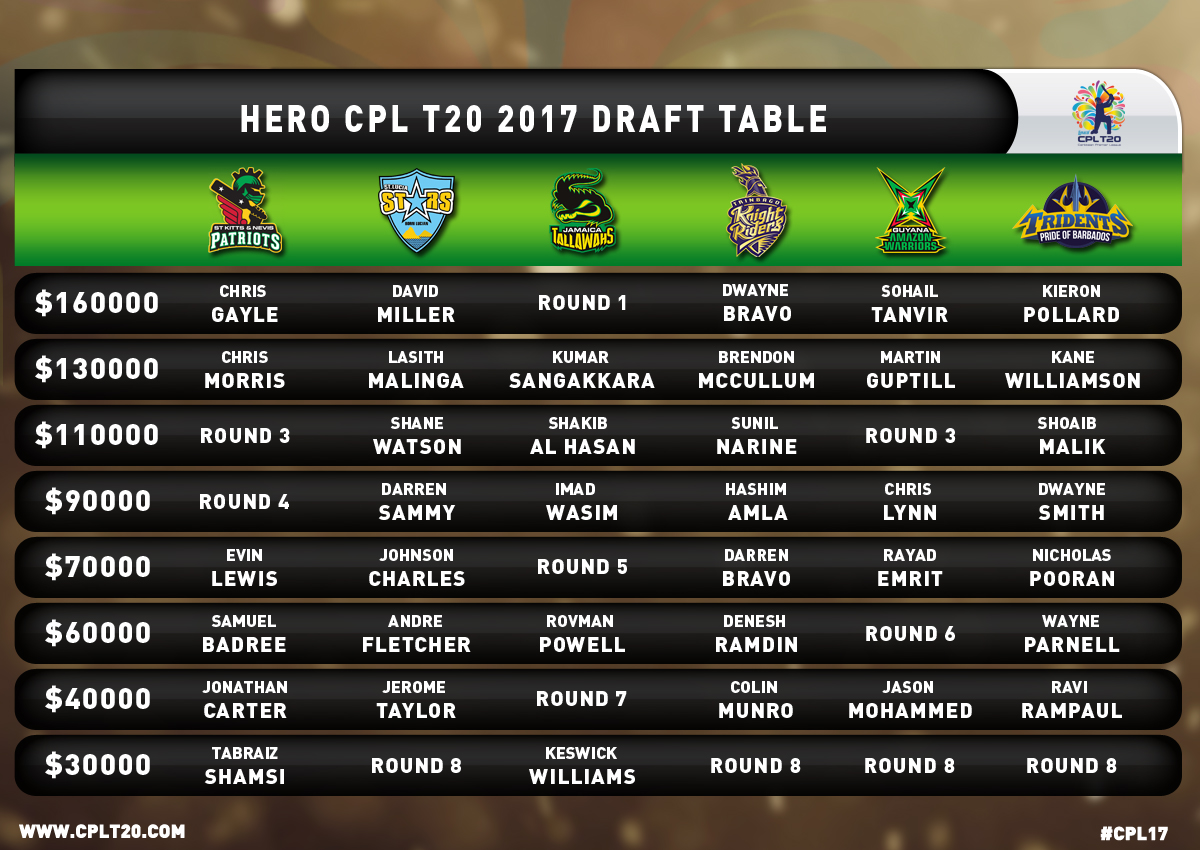 HERO CPL T20 2017 DRAFT TABLE
CPL T20
Caribbean Premier League
ST KITTS & NEVIS
PATRIOTS
ST LUCIA
STARS
JAMAICA
TALLAWAHS
TRINBAGO
Knight
Riders
GUYANA
AMAZON
WARRIORS
TRIDENTS
PRIDE OF BARBADOS
$160000
CHRIS
GAYLE
DAVID
MILLER
ROUND 1
DWAYNE
BRAVO
SOHAIL
TANVIR
KIERON
POLLARD
$130000
CHRIS
MORRIS
LASITH
MALINGA
KUMAR
SANGAKKARA
BRENDON
MCCULLUM
MARTIN
GUPTILL
KANE
WILLIAMSON
$110000
ROUND 3
SHANE
WATSON
SHAKIB
AL HASAN
SUNIL
NARINE
ROUND 3
SHOAIB
MALIK
$90000
ROUND 4
DARREN
SAMMY
IMAD
WASIM
HASHIM
AMLA
CHRIS
LYNN
DWAYNE
SMITH
$70000
EVIN
LEWIS
JOHNSON
CHARLES
ROUND 5
DARREN
BRAVO
RAYAD
EMRIT
NICHOLAS
POORAN
$60000
SAMUEL
BADREE
ANDRE
FLETCHER
ROVMAN
POWELL
DENESH
RAMDIN
ROUND 6
WAYNE
PARNELL
$40000
JONATHAN
CARTER
JEROME
TAYLOR
ROUND 7
COLIN
MUNRO
JASON
MOHAMMED
RAVI
RAMPAUL
$30000
TABRAIZ
SHAMSI
ROUND 8
KESWICK
WILLIAMS
ROUND 8
ROUND 8
ROUND 8
WWW.CPLT20.COM
#CPL17